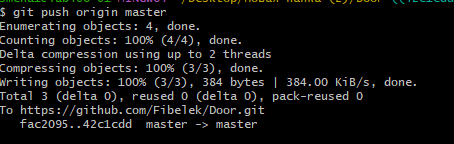 $ git push origin master
Enumerating objects: 4, done.
Counting objects: 100% (4/4), done.
Delta compression using up to 2 threads
Compressing objects: 100% (3/3), done.
Writing objects: 100% (3/3), 384 bytes | 384.00 KiB/s, done.
Total 3 (delta 0), reused 0 (delta 0), pack-reused 0
To https://github.com/Fibelek/Door.git
   fac2095..42c1cdd  master -> master